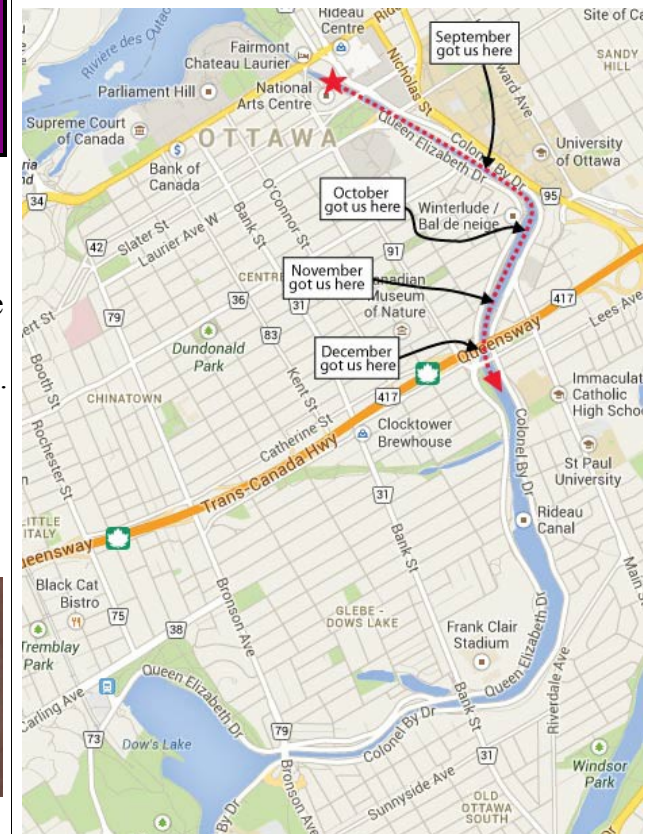 Rideau
Centre
Site of Ca
September
got us here
Rivière des Outao
Fairmont
Chateau Laurier
SANDY
HILL
Parliament Hill
National
Arts Centre
Nicholas St
ward Ave
Supreme Court
of Canada
OTTAWA
Queen Elizabeth Dr
Colonel By Dr
University
of Ottawa
Bank of
Canada
34
O'Connor St
Bank St
October
got us here
Winterlude /
Bal de neige
95
Slater St
Laurier Ave W
42
91
CENTRE
November
got us here
nadian
Museum
of Nature
417
Lees Ave
ert St
79
36
31
83
Dundonald
Park
December
got us here
Queensway
Booth St
Kent St
Immaculat
Catholic
High Schoo
CHINATOWN
417
Catherine St
Clocktower
Brewhouse
Rochester St
Trans-Canada Hwy
Colonel By Dr
St Paul
University
31
LITTLE
ITALY
Rideau
Canal
ueensway
Bank St
Main St
Black Cat
Bistro
75
Bronson Ave
GLEBE -
DOWS LAKE
38
Tremblay
Park
Frank Clair
Stadium
Queen Elizabeth Dr
Riverdale Ave
Carling Ave
Queen Elizabeth Dr
Bank St
73
Dow's Lake
79
Colonel By Dr
31
Windsor
Park
Bronson Ave
Sunnyside Ave
By Dr
OLD
OTTAWA
SOUTH